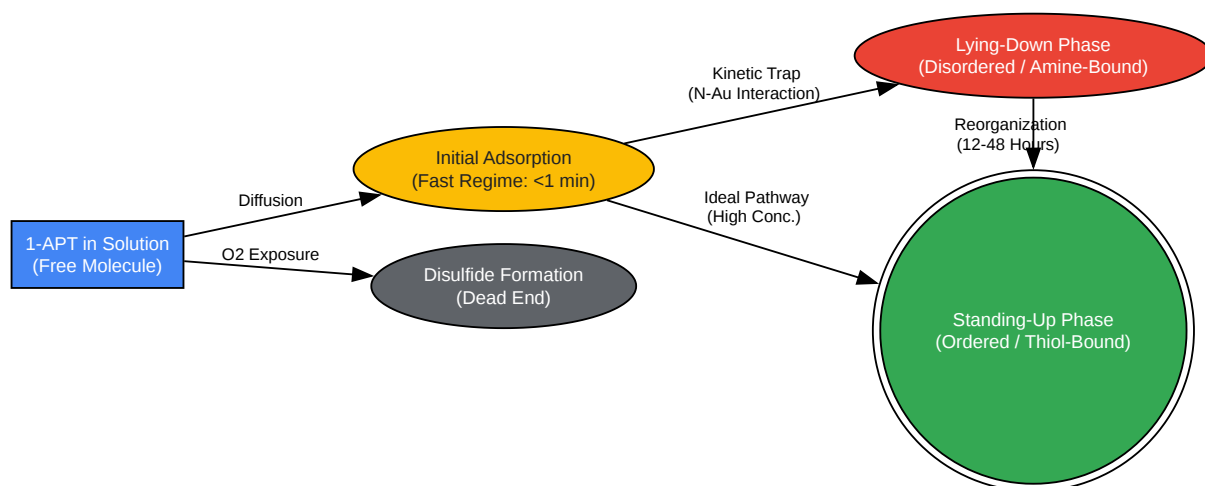 1-APT in Solution
(Free Molecule)
Diffusion
O2 Exposure
Initial Adsorption
(Fast Regime: <1 min)
Disulfide Formation
(Dead End)
Kinetic Trap
(N-Au Interaction)
Ideal Pathway
(High Conc.)
Lying-Down Phase
(Disordered / Amine-Bound)
Reorganization
(12-48 Hours)
Standing-Up Phase
(Ordered / Thiol-Bound)